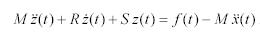 M z̈(t) + R ż(t) + S z(t) = f(t) − M ẍ(t)